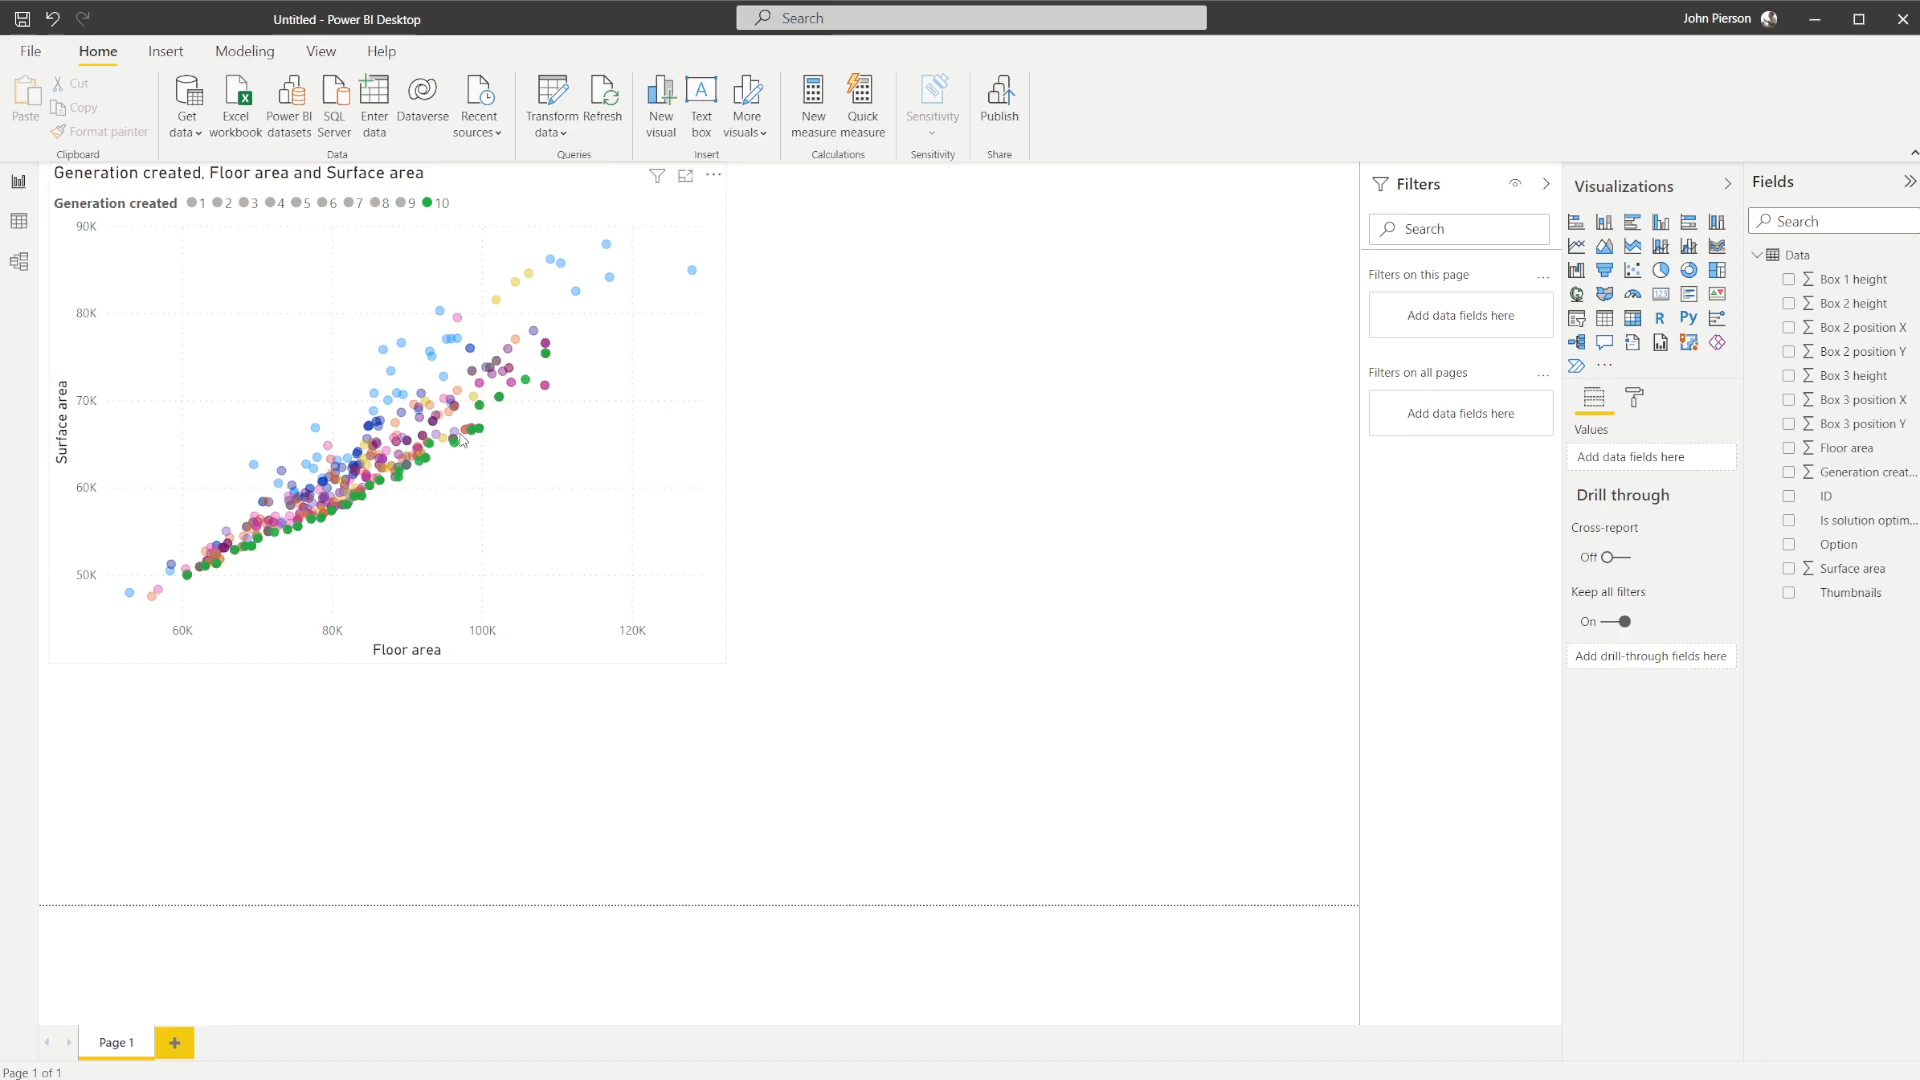 Untitled - Power BI Desktop
Search
John Pierson
File Home Insert Modeling View Help
Paste
Cut
Copy
Format painter
Clipboard
Get data
Excel workbook
Power BI datasets
SQL Server
Enter data
Dataverse
Recent sources
Data
Transform data
Refresh
Queries
New visual
Text box
More visuals
Insert
New measure
Quick measure
Calculations
Sensitivity
Sensitivity
Publish
Share
Generation created, Floor area and Surface area
Generation created 1 2 3 4 5 6 7 8 9 10
90K
80K
70K
60K
50K
Surface area
60K 80K 100K 120K
Floor area
Filters
Search
Filters on this page ...
Add data fields here
Filters on all pages ...
Add data fields here
Visualizations
123
R
Py
...
Values
Add data fields here
Drill through
Cross-report
Off
Keep all filters
On
Add drill-through fields here
Fields
Search
Data
Box 1 height
Box 2 height
Box 2 position X
Box 2 position Y
Box 3 height
Box 3 position X
Box 3 position Y
Floor area
Generation creat...
ID
Is solution optim...
Option
Surface area
Thumbnails
Page 1
Page 1 of 1